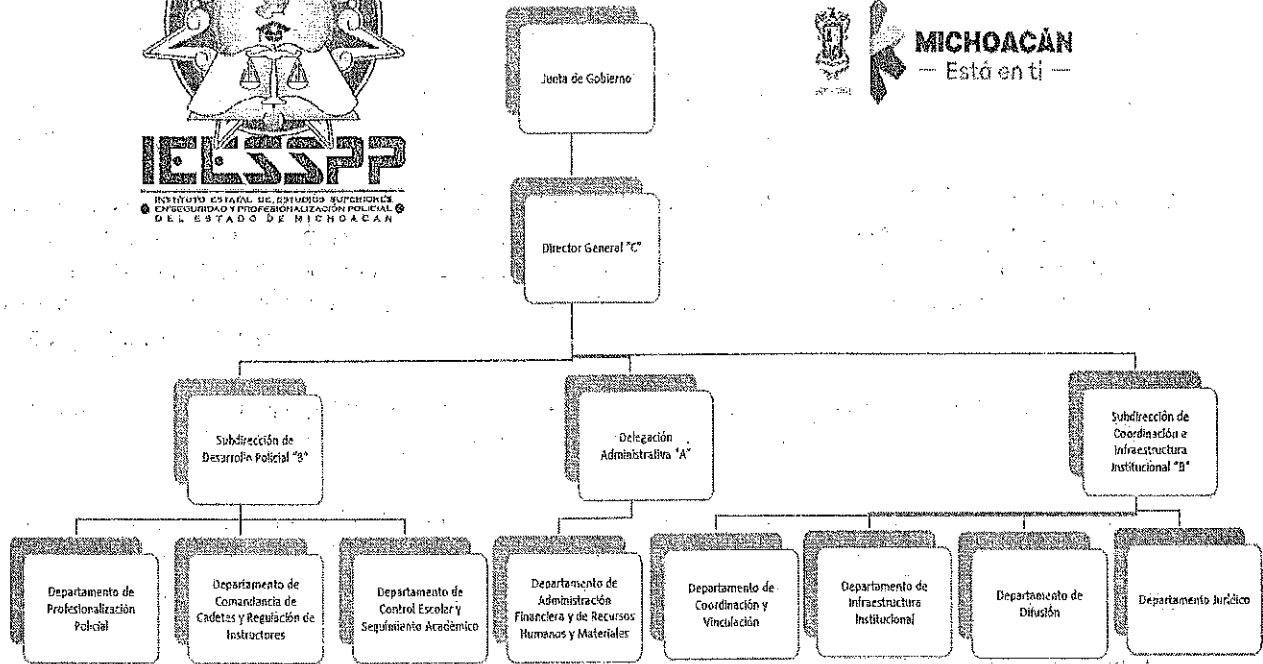 IEESSPP
INSTITUTO ESTATAL DE ESTUDIOS SUPERIORES
EN SEGURIDAD Y PROFESIONALIZACIÓN POLICIAL
DEL ESTADO DE MICHOACÁN
MICHOACÁN
— Está en ti —
Junta de Gobierno
Director General "C"
Subdirección de
Desarrollo Policial "B"
Delegación
Administrativa "A"
Subdirección de
Coordinación e
Infraestructura
Institucional "B"
Departamento de
Profesionalización
Policial
Departamento de
Comandancia de
Cadetes y Regulación de
Instructores
Departamento de
Control Escolar y
Seguimiento Académico
Departamento de
Administración
Financiera y de Recursos
Humanos y Materiales
Departamento de
Coordinación y
Vinculación
Departamento de
Infraestructura
Institucional
Departamento de
Difusión
Departamento Jurídico